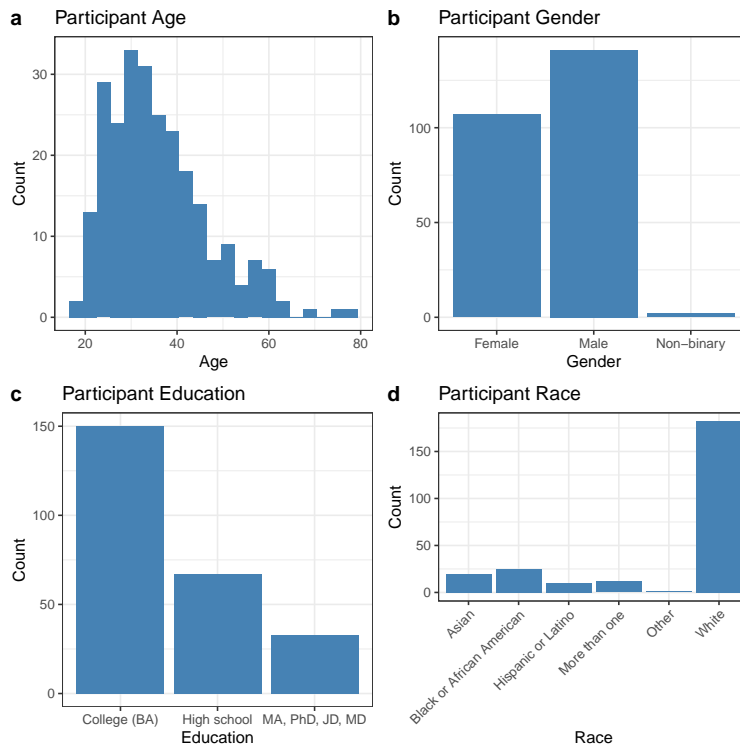 a Participant Age
30
20
10
0
Count
20 40 60 80
Age
b Participant Gender
100
50
0
Count
Female Male Non−binary
Gender
c Participant Education
150
100
50
0
Count
College (BA) High school MA, PhD, JD, MD
Education
d Participant Race
150
100
50
0
Count
Asian
Black or African American
Hispanic or Latino
More than one
Other
White
Race